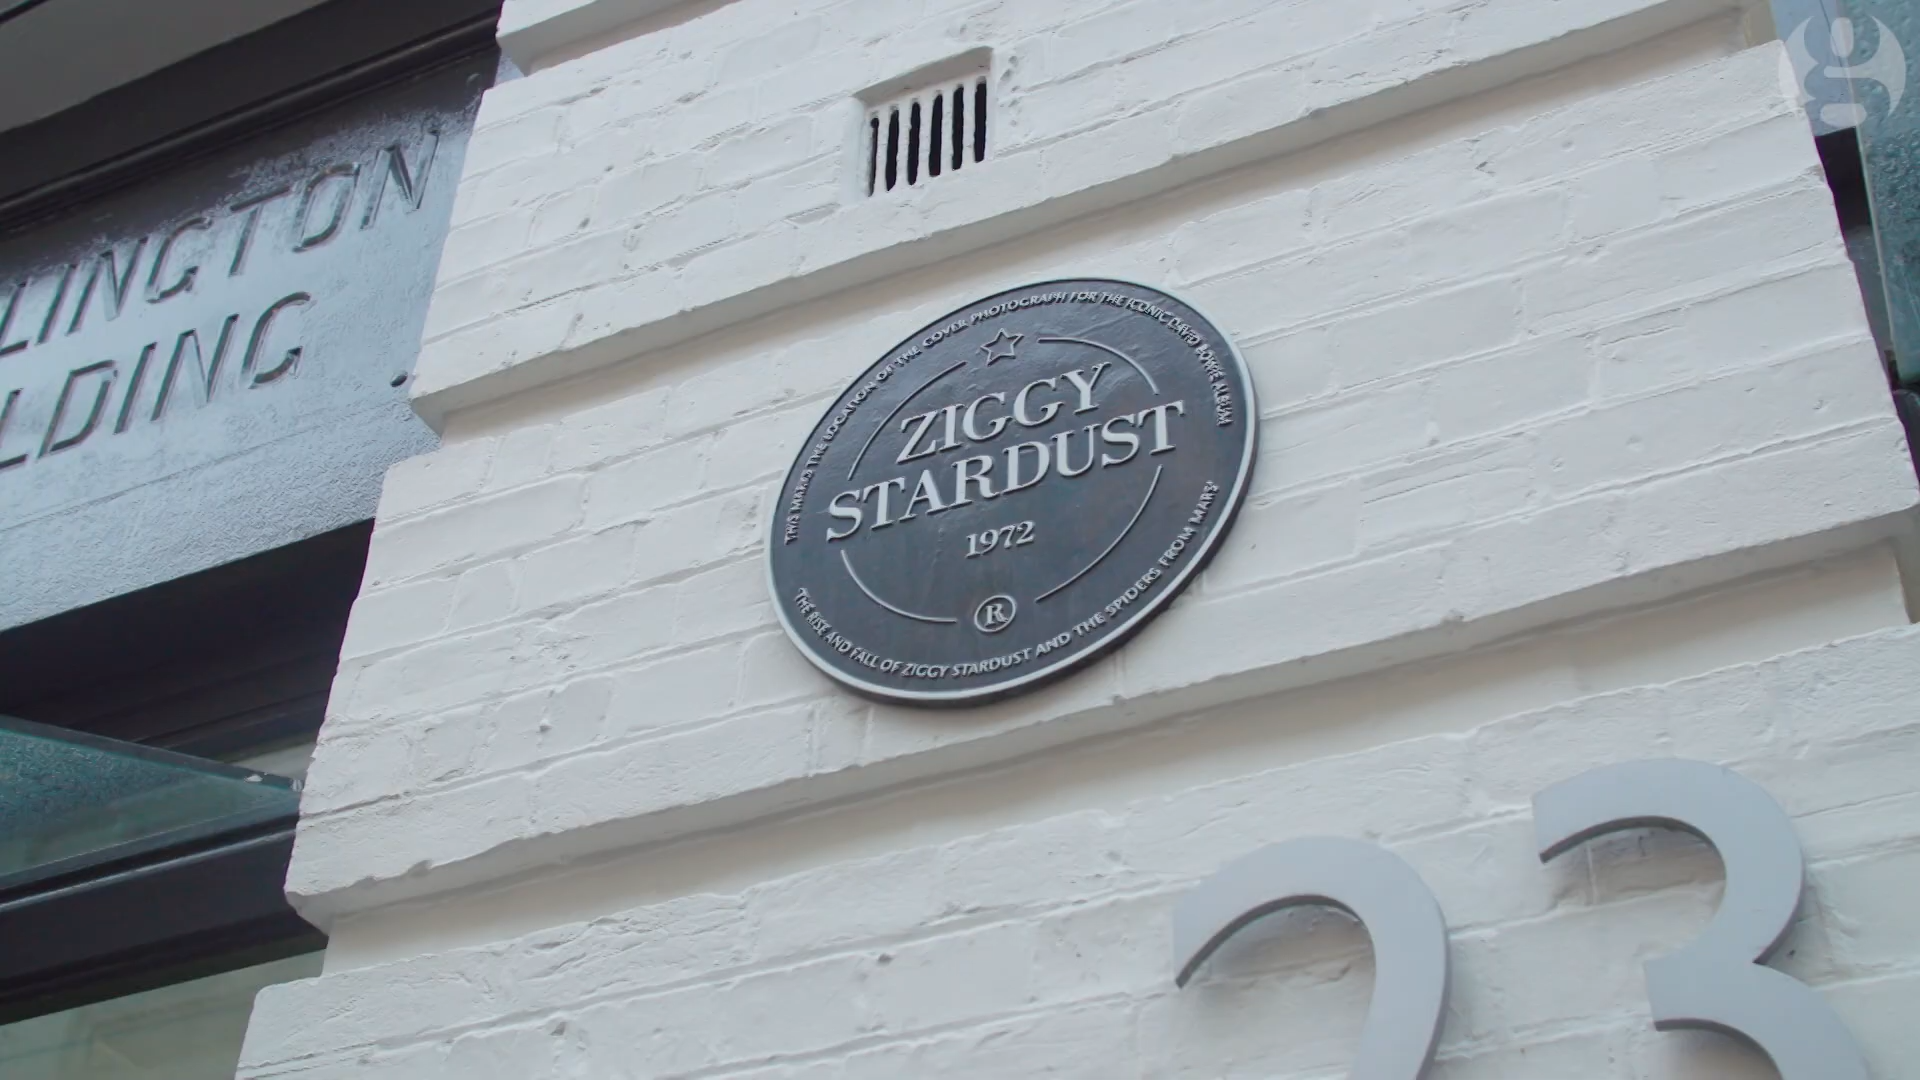 LINGTON
LDING
THIS MARKS THE LOCATION OF THE COVER PHOTOGRAPH FOR THE ICONIC DAVID BOWIE ALBUM
ZIGGY
STARDUST
1972
R
'THE RISE AND FALL OF ZIGGY STARDUST AND THE SPIDERS FROM MARS'
23
g